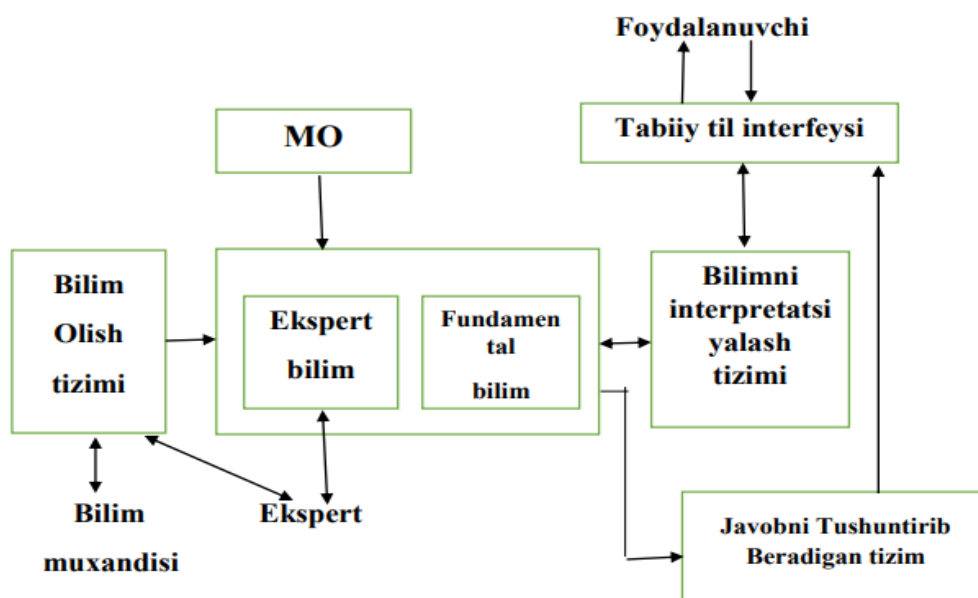 Foydalanuvchi
Tabiiy til interfeysi
MO
Bilim
Olish
tizimi
Ekspert
bilim
Fundamen
tal
bilim
Bilimni
interpretatsi
yalash
tizimi
Bilim
muxandisi
Ekspert
Javobni Tushuntirib
Beradigan tizim